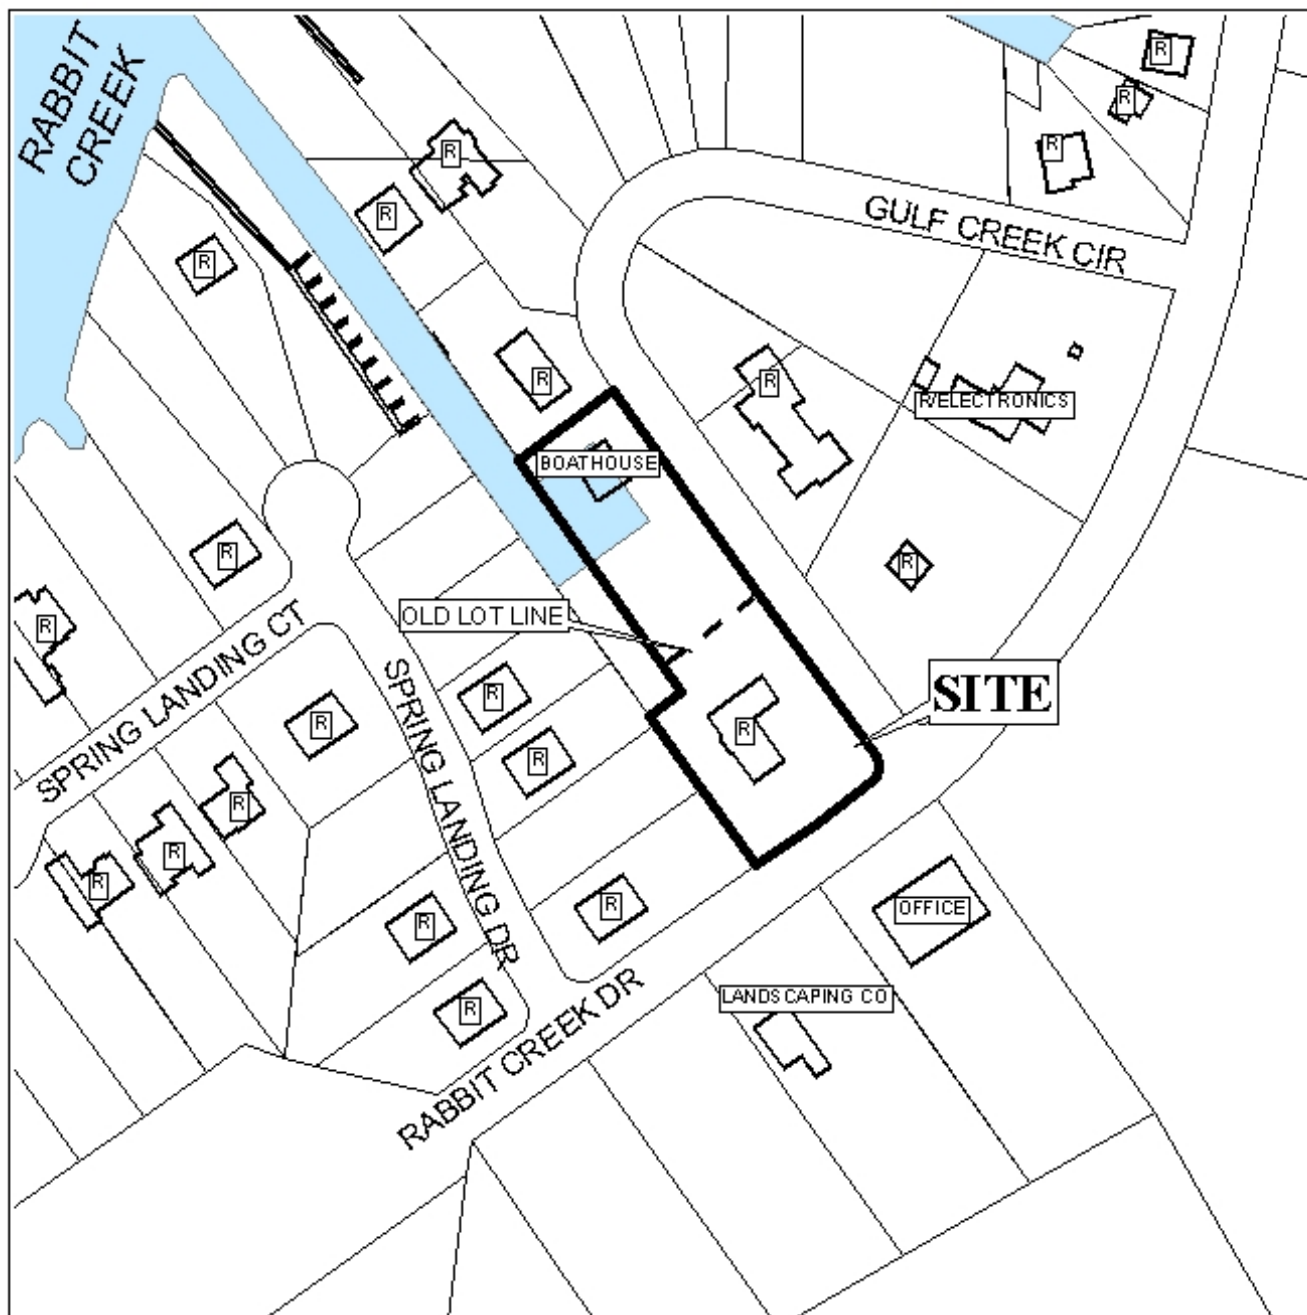 RABBIT
CREEK
R
R
R
R
R
R
GULF CREEK CIR
R
R
R/ELECTRONICS
BOATHOUSE
R
R
OLD LOT LINE
R
SPRING LANDING CT
SPRING LANDING DR
R
R
SITE
R
R
R
R
R
R
R
OFFICE
LANDSCAPING CO
R
R
RABBIT CREEK DR